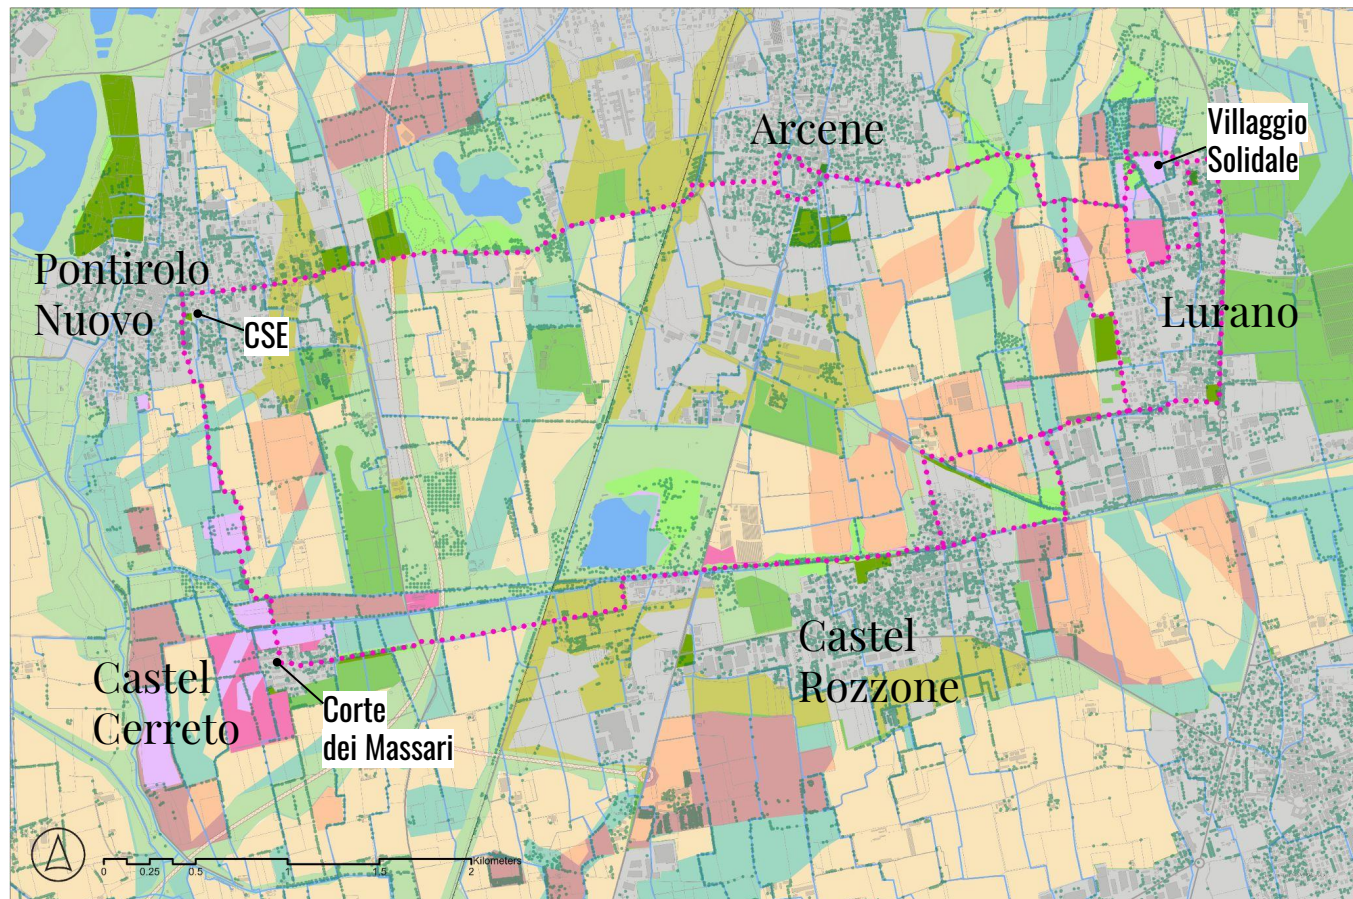 Arcene
Villaggio
Solidale
Pontirolo
Nuovo
CSE
Lurano
Castel
Rozzone
Castel
Cerreto
Corte
dei Massari
0 0.25 0.5 1 1.5 2 Kilometers